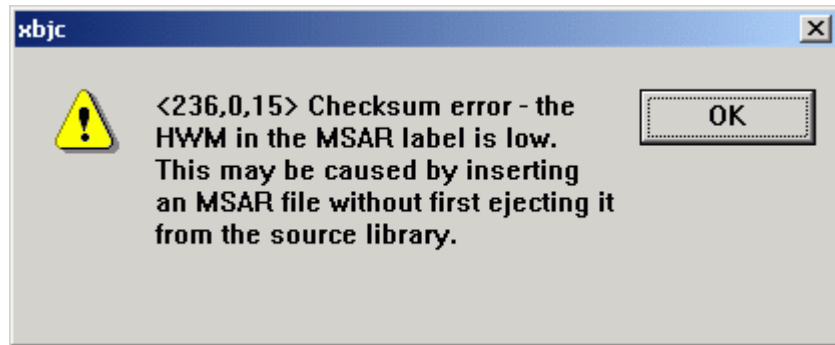 xbjc
<236,0,15> Checksum error - the
HWM in the MSAR label is low.
This may be caused by inserting
an MSAR file without first ejecting it
from the source library.
OK